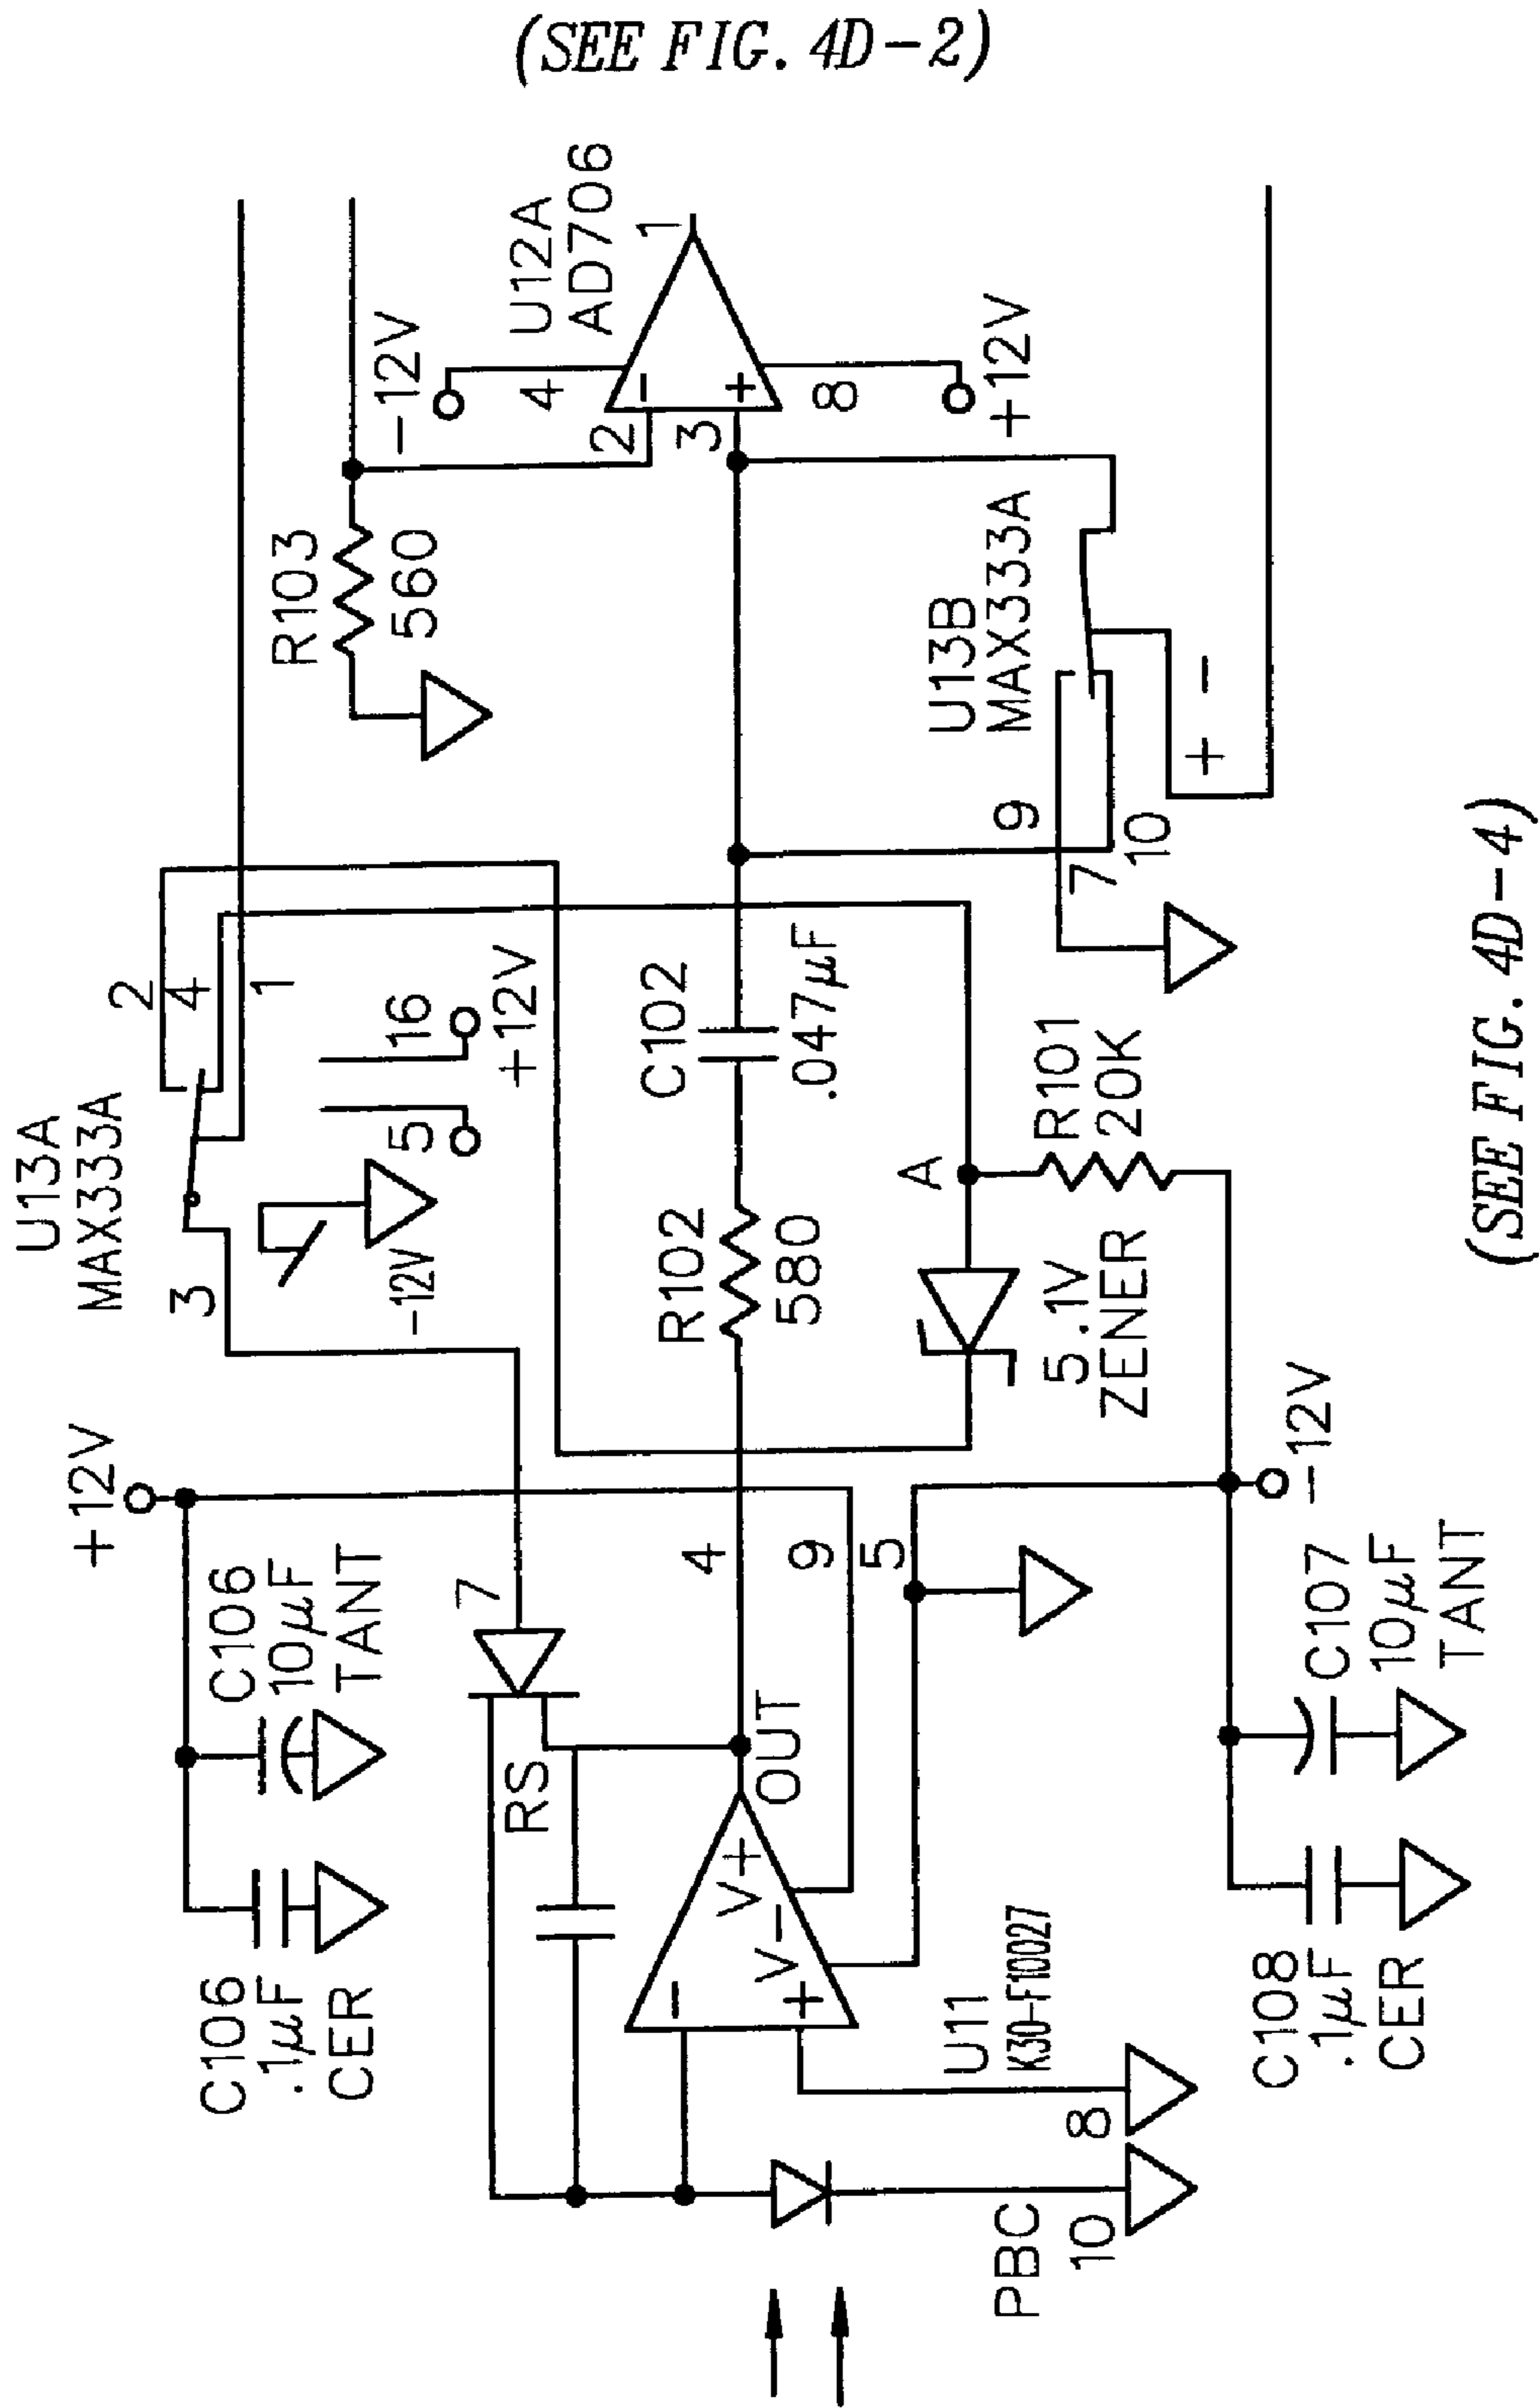 (SEE FIG. 4D-2)
U13A
MAX333A
3
2
4
1
5
16
-12V
+12V
+12V
C106
10µF
TANT
C106
.1µF
CER
7
RS
4
OUT
9
5
V+
V-
-
+
U11
K30-F10027
8
PBC
10
R102
580
C102
.047µF
A
5.1V
ZENER
R101
20K
-12V
C107
10µF
TANT
C108
.1µF
CER
R103
560
-12V
4
U12A
AD706
1
2
-
3
+
8
+12V
U13B
MAX333A
9
7
10
+ -
(SEE FIG. 4D-4)